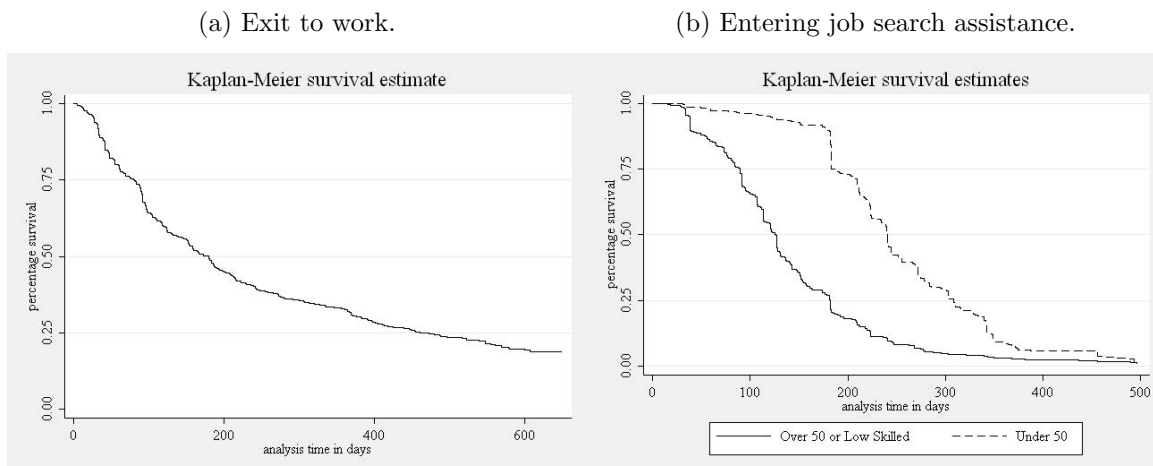 (a) Exit to work.
(b) Entering job search assistance.
Kaplan-Meier survival estimate
percentage survival
1.00
0.75
0.50
0.25
0.00
0
200
400
600
analysis time in days
Kaplan-Meier survival estimates
percentage survival
1.00
0.75
0.50
0.25
0.00
0
100
200
300
400
500
analysis time in days
Over 50 or Low Skilled
Under 50